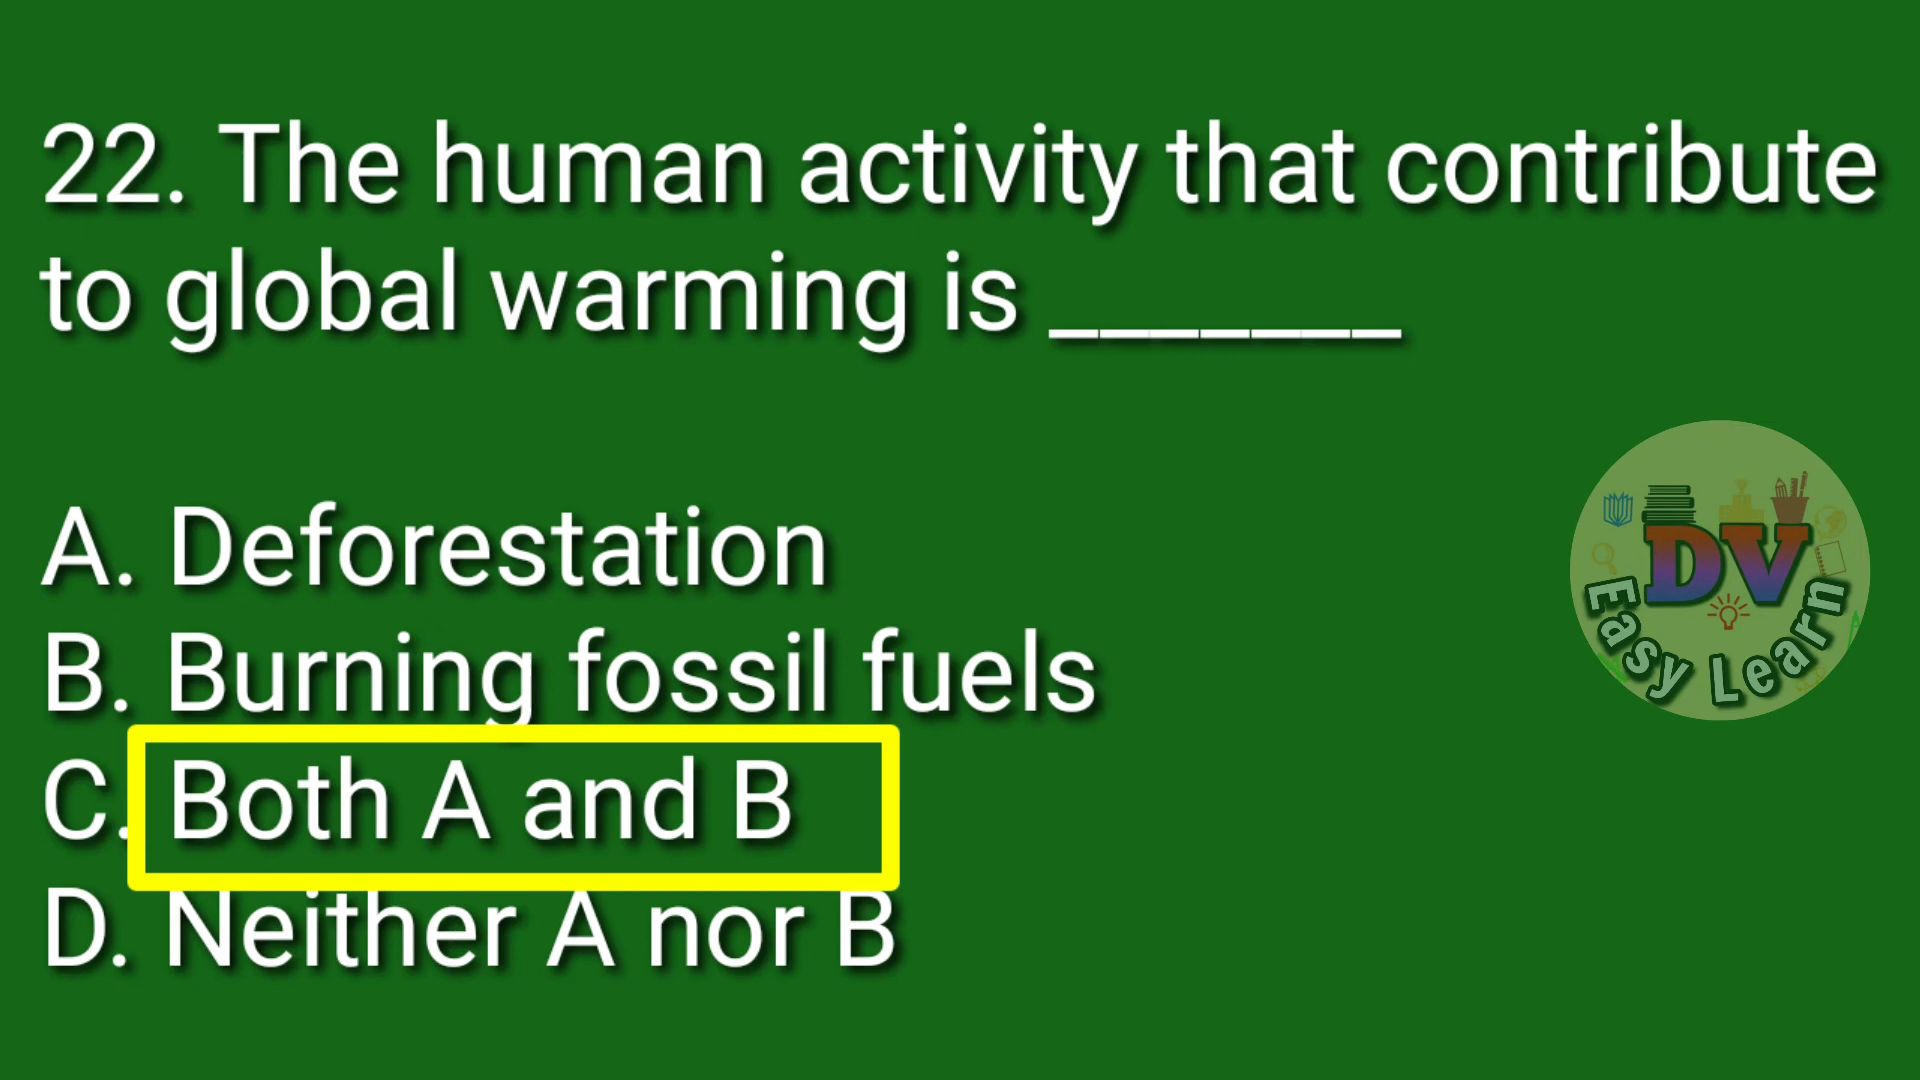 22. The human activity that contribute
to global warming is _______
A. Deforestation
B. Burning fossil fuels
C. Both A and B
D. Neither A nor B
DV
Easy Learn